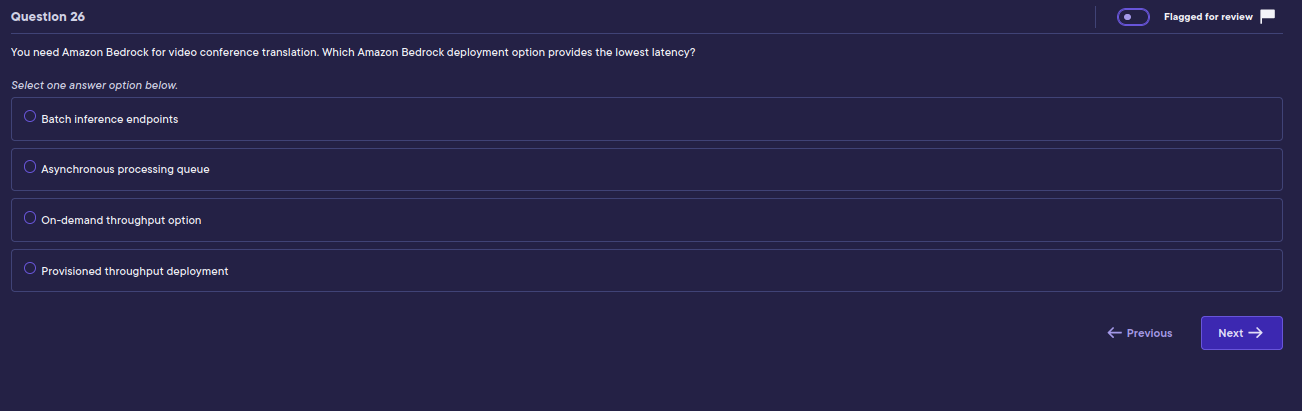 Question 26
Flagged for review
You need Amazon Bedrock for video conference translation. Which Amazon Bedrock deployment option provides the lowest latency?
Select one answer option below.
Batch inference endpoints
Asynchronous processing queue
On-demand throughput option
Provisioned throughput deployment
Previous
Next